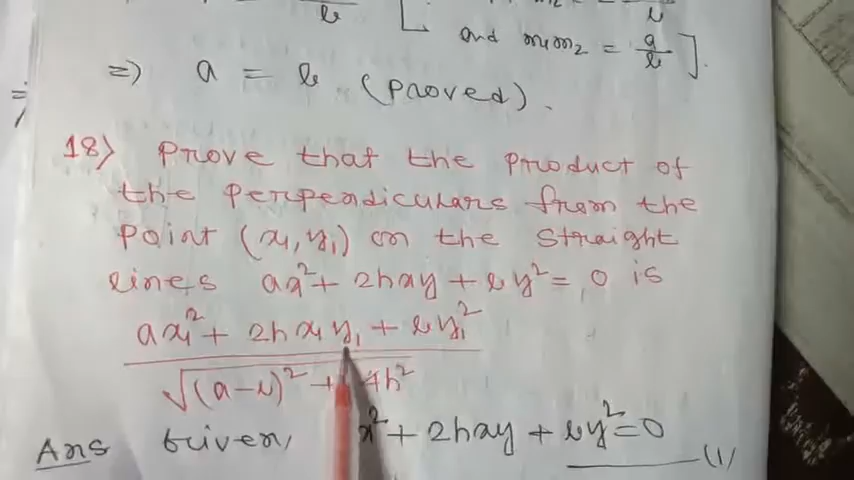 and m₁m₂ = a/b ].
=) a = b (Proved).
18) Prove that the product of
the perpendiculars from the
point (x₁, y₁) on the straight
lines ax² + 2hxy + by² = 0 is
ax₁² + 2hx₁y₁ + by₁²
√(a-b)² + 4h²
Ans Given, x² + 2hxy + by² = 0
(1)